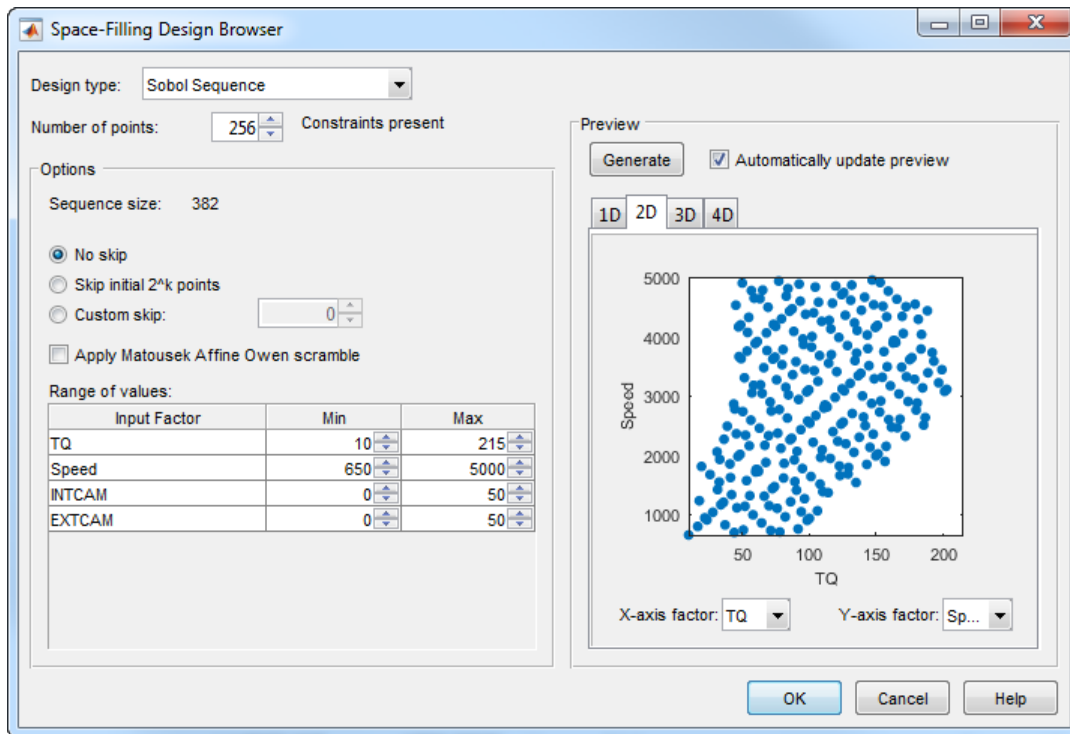 Space-Filling Design Browser
Design type: Sobol Sequence
Number of points: 256 Constraints present
Options
Sequence size: 382
No skip
Skip initial 2^k points
Custom skip: 0
Apply Matousek Affine Owen scramble
Range of values:
Input Factor Min Max
TQ 10 215
Speed 650 5000
INTCAM 0 50
EXTCAM 0 50
Preview
Generate Automatically update preview
1D 2D 3D 4D
5000
4000
3000
2000
1000
Speed
50 100 150 200
TQ
X-axis factor: TQ Y-axis factor: Sp...
OK Cancel Help